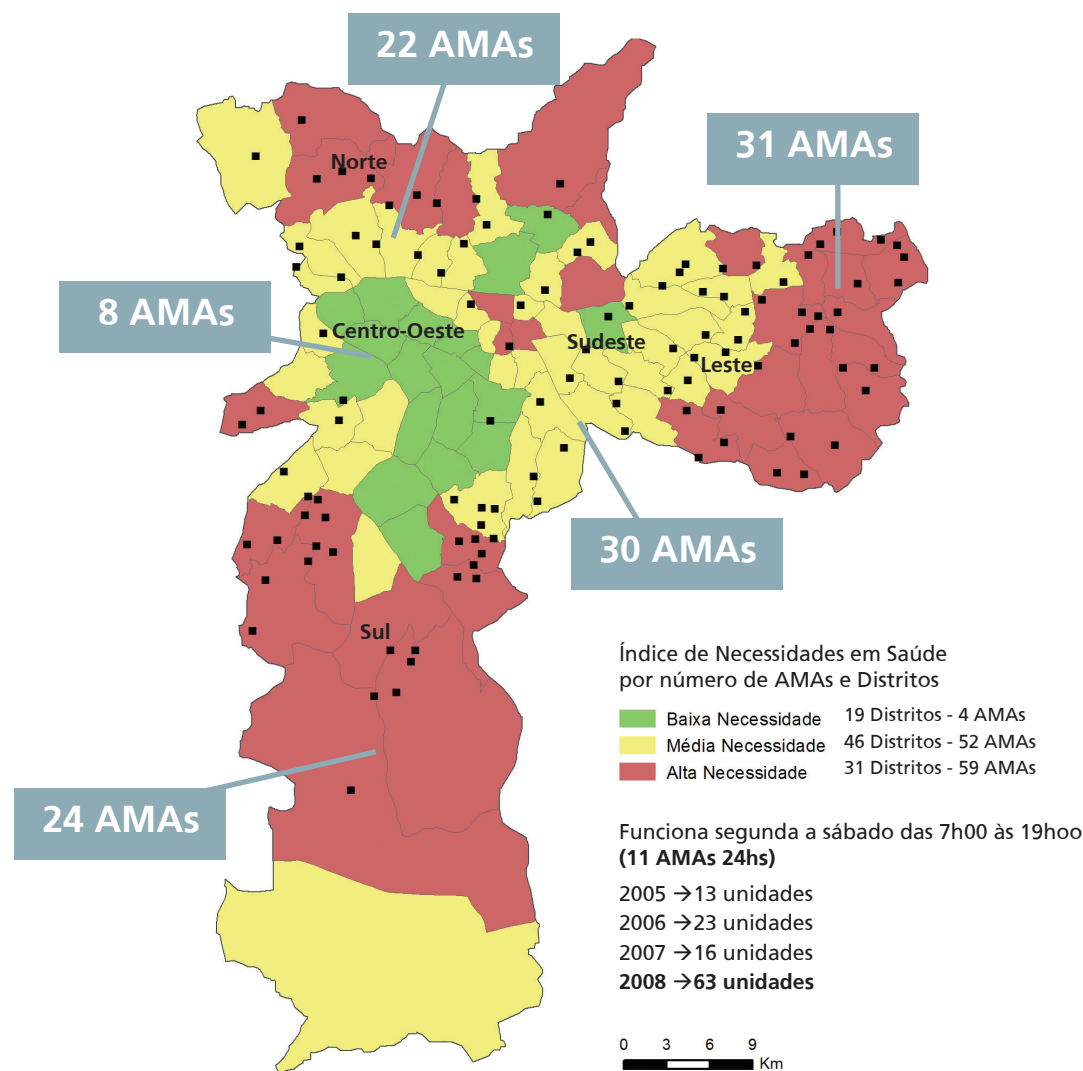 22 AMAs
31 AMAs
Norte
8 AMAs
Centro-Oeste
Sudeste
Leste
30 AMAs
Sul
24 AMAs
Índice de Necessidades em Saúde
por número de AMAs e Distritos
Baixa Necessidade 19 Distritos - 4 AMAs
Média Necessidade 46 Distritos - 52 AMAs
Alta Necessidade 31 Distritos - 59 AMAs
Funciona segunda a sábado das 7h00 às 19hoo
(11 AMAs 24hs)
2005 →13 unidades
2006 →23 unidades
2007 →16 unidades
2008 →63 unidades
0 3 6 9
Km